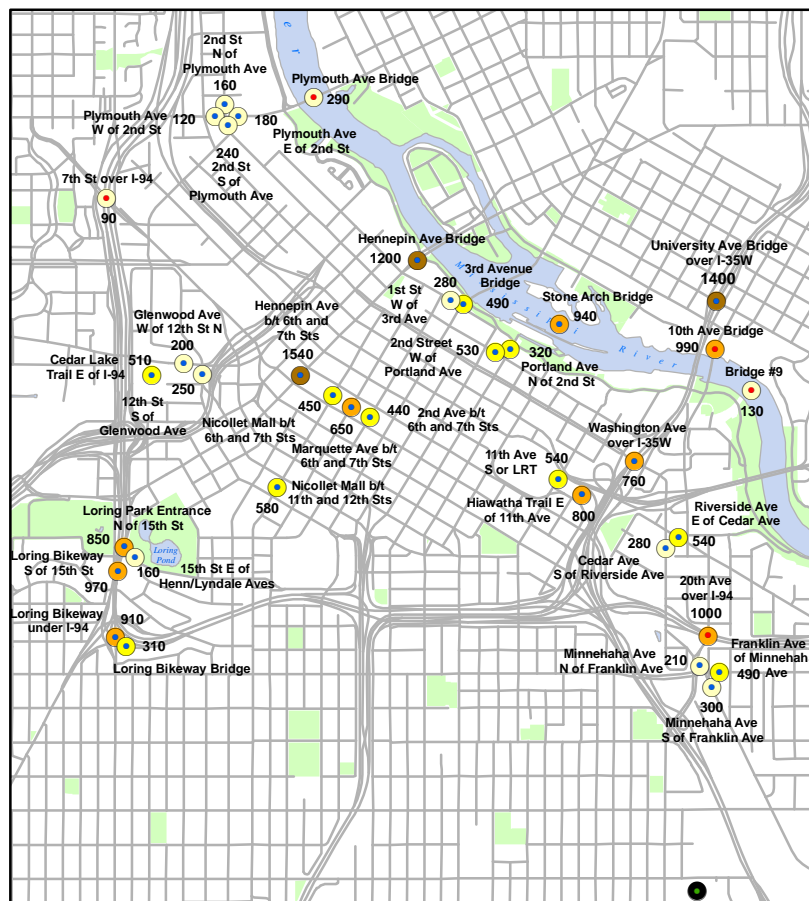 e r
2nd St
N of
Plymouth Ave
160
Plymouth Ave Bridge
290
Plymouth Ave
W of 2nd St
120
180
Plymouth Ave
E of 2nd St
240
2nd St
S of
Plymouth Ave
7th St over I-94
90
Hennepin Ave Bridge
1200
University Ave Bridge
over I-35W
1400
3rd Avenue
Bridge
280
490
1st St
W of
3rd Ave
Stone Arch Bridge
940
Mississippi River
Hennepin Ave
b/t 6th and
7th Sts
1540
Glenwood Ave
W of 12th St N
200
10th Ave Bridge
990
2nd Street
W of
Portland Ave
530
320
Portland Ave
N of 2nd St
Cedar Lake
Trail E of I-94
510
250
Bridge #9
130
12th St
S of
Glenwood Ave
450
440
650
2nd Ave b/t
6th and 7th Sts
Nicollet Mall b/t
6th and 7th Sts
Marquette Ave b/t
6th and 7th Sts
Washington Ave
over I-35W
760
11th Ave
S or LRT
540
Nicollet Mall b/t
11th and 12th Sts
580
Hiawatha Trail E
of 11th Ave
800
Loring Park Entrance
N of 15th St
850
Riverside Ave
E of Cedar Ave
280
540
Loring
Pond
Loring Bikeway
S of 15th St
160
970
15th St E of
Henn/Lyndale Aves
Cedar Ave
S of Riverside Ave
20th Ave
over I-94
1000
Loring Bikeway
under I-94
910
310
Loring Bikeway Bridge
Minnehaha Ave
N of Franklin Ave
210
Franklin Ave
of Minnehah
490
Ave
300
Minnehaha Ave
S of Franklin Ave